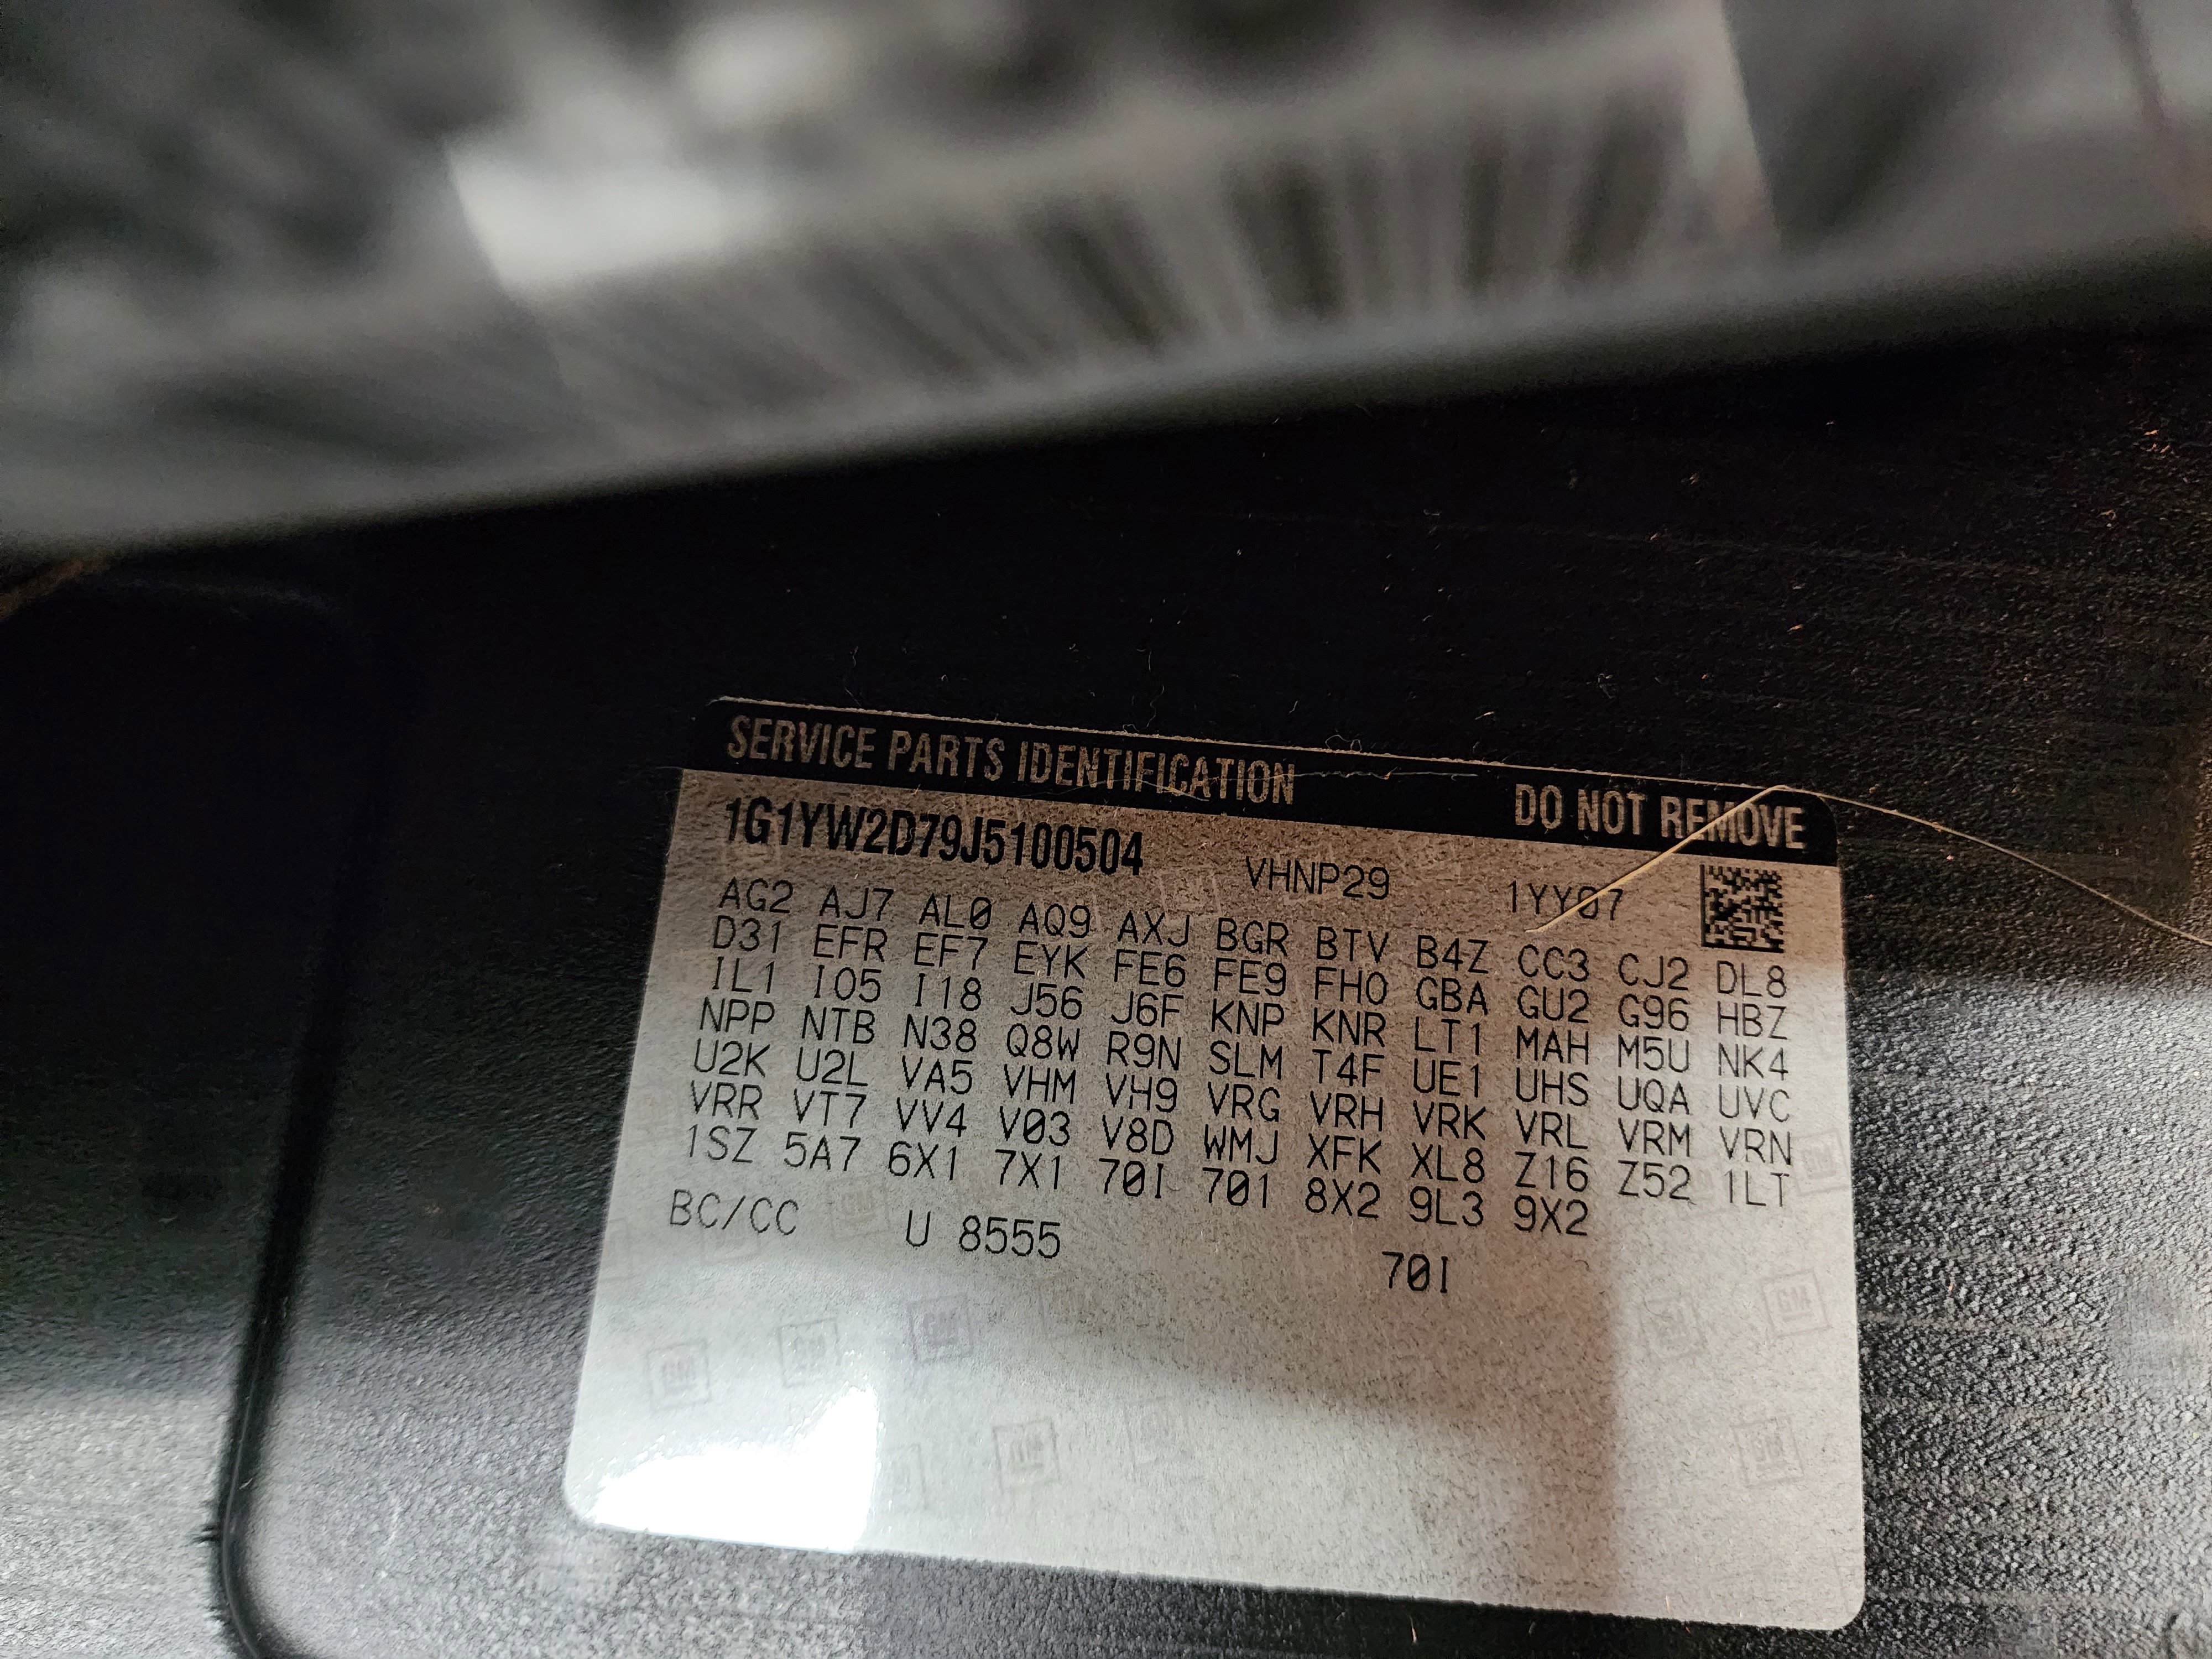 SERVICE PARTS IDENTIFICATION DO NOT REMOVE
1G1YW2D79J5100504 VHNP29 1YY07
AG2 AJ7 AL0 AQ9 AXJ BGR BTV B4Z CC3 CJ2 DL8
D31 EFR EF7 EYK FE6 FE9 FHO GBA GU2 G96 HBZ
IL1 I05 I18 J56 J6F KNP KNR LT1 MAH M5U NK4
NPP NTB N38 Q8W R9N SLM T4F UE1 UHS UQA UVC
U2K U2L VA5 VHM VH9 VRG VRH VRK VRL VRM VRN
VRR VT7 VV4 V03 V8D WMJ XFK XL8 Z16 Z52 1LT
1SZ 5A7 6X1 7X1 70I 701 8X2 9L3 9X2
BC/CC U 8555 70I